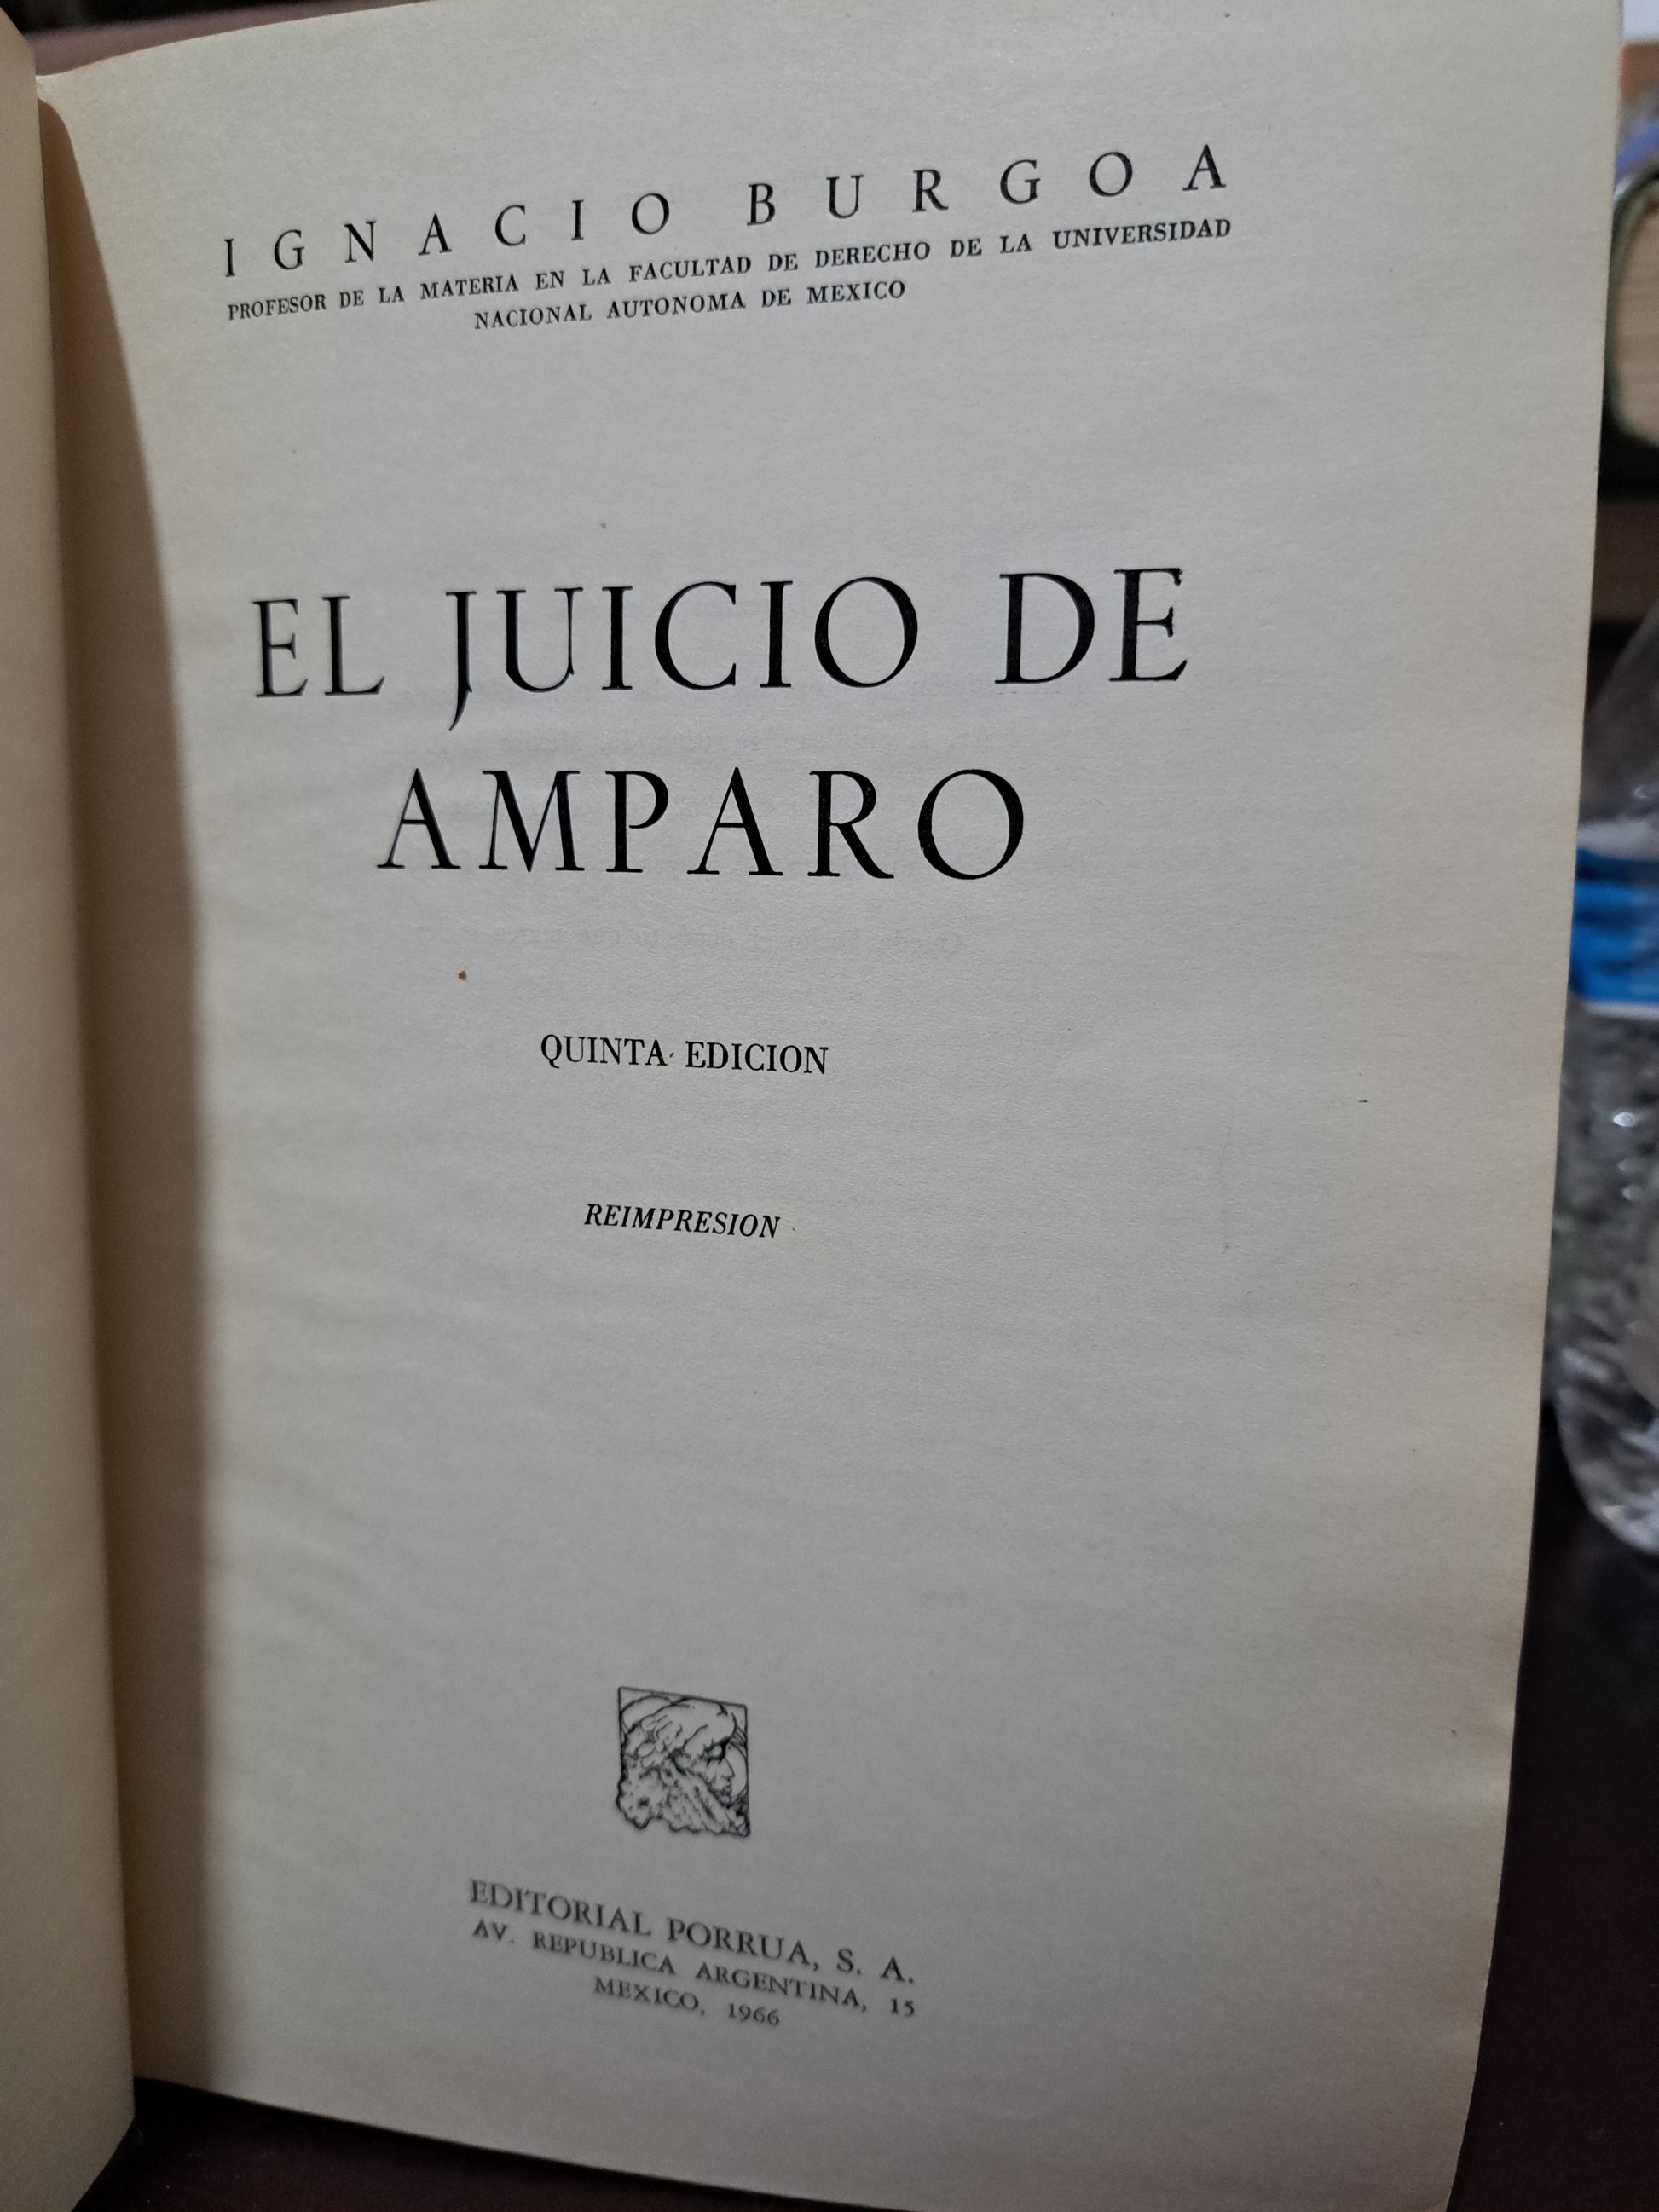 IGNACIO BURGOA
PROFESOR DE LA MATERIA EN LA FACULTAD DE DERECHO DE LA UNIVERSIDAD
NACIONAL AUTONOMA DE MEXICO
EL JUICIO DE
AMPARO
QUINTA EDICION
REIMPRESION
EDITORIAL PORRUA, S. A.
AV. REPUBLICA ARGENTINA, 15
MEXICO, 1966